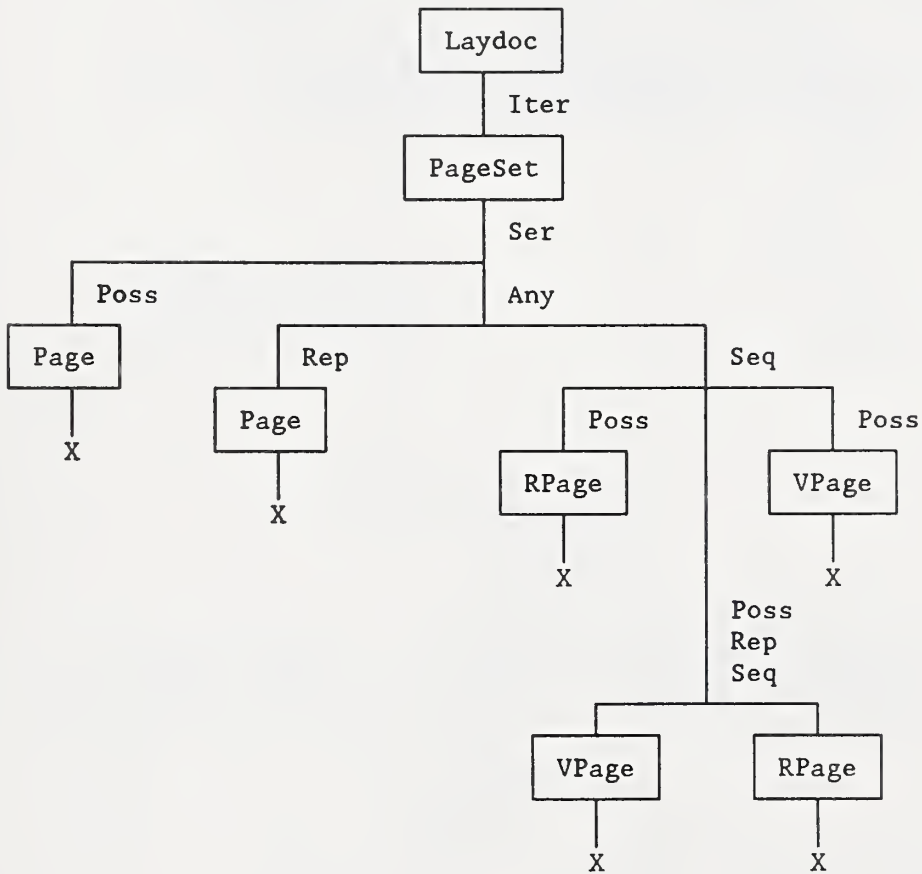 Laydoc
Iter
PageSet
Ser
Poss
Any
Page
Rep
Seq
Page
Poss
Poss
X
RPage
VPage
X
X
X
Poss
Rep
Seq
VPage
RPage
X
X